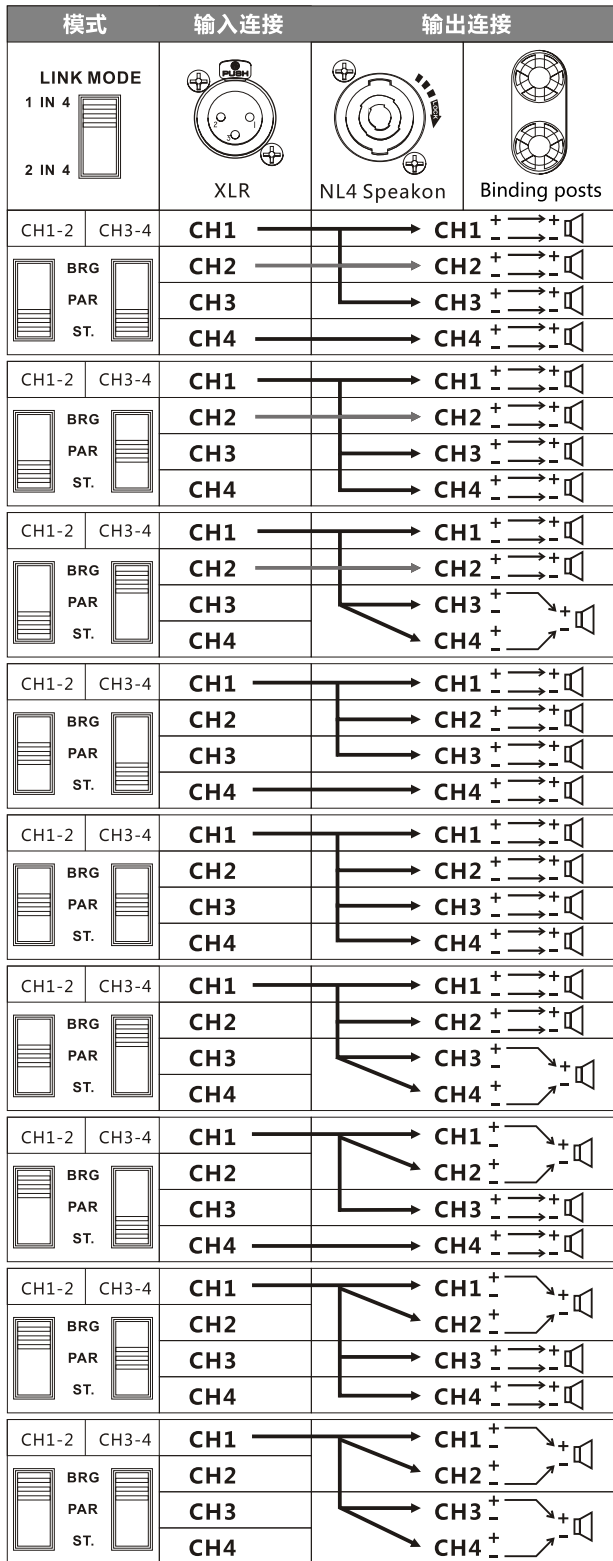 模式 输入连接 输出连接
LINK MODE
1 IN 4
2 IN 4
PUSH
2 1
3
XLR
LOCK
NL4 Speakon
Binding posts
CH1-2 CH3-4 CH1 CH1 + - + -
BRG CH2 CH2 + - + -
PAR CH3 CH3 + - + -
ST. CH4 CH4 + - + -
CH1-2 CH3-4 CH1 CH1 + - + -
BRG CH2 CH2 + - + -
PAR CH3 CH3 + - + -
ST. CH4 CH4 + - + -
CH1-2 CH3-4 CH1 CH1 + - + -
BRG CH2 CH2 + - + -
PAR CH3 CH3 + - + -
ST. CH4 CH4 + -
CH1-2 CH3-4 CH1 CH1 + - + -
BRG CH2 CH2 + - + -
PAR CH3 CH3 + - + -
ST. CH4 CH4 + - + -
CH1-2 CH3-4 CH1 CH1 + - + -
BRG CH2 CH2 + - + -
PAR CH3 CH3 + - + -
ST. CH4 CH4 + - + -
CH1-2 CH3-4 CH1 CH1 + - + -
BRG CH2 CH2 + - + -
PAR CH3 CH3 + - + -
ST. CH4 CH4 + -
CH1-2 CH3-4 CH1 CH1 + - + -
BRG CH2 CH2 + -
PAR CH3 CH3 + - + -
ST. CH4 CH4 + - + -
CH1-2 CH3-4 CH1 CH1 + - + -
BRG CH2 CH2 + -
PAR CH3 CH3 + - + -
ST. CH4 CH4 + - + -
CH1-2 CH3-4 CH1 CH1 + - + -
BRG CH2 CH2 + -
PAR CH3 CH3 + - + -
ST. CH4 CH4 + -